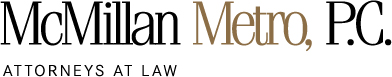 McMillan Metro, P.C.
ATTORNEYS AT LAW